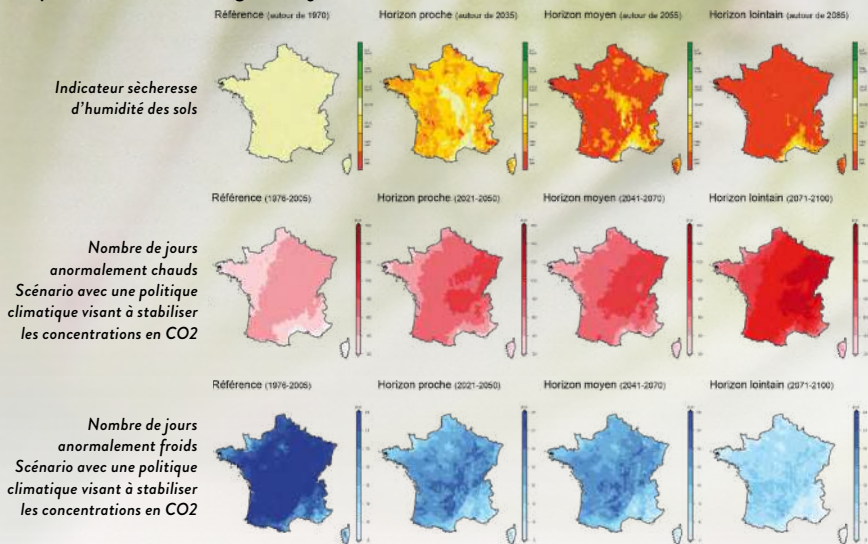 Référence (autour de 1970)
Horizon proche (autour de 2035)
Horizon moyen (autour de 2055)
Horizon lointain (autour de 2085)
Indicateur sècheresse
d'humidité des sols
Référence (1976-2005)
Horizon proche (2021-2050)
Horizon moyen (2041-2070)
Horizon lointain (2071-2100)
Nombre de jours
anormalement chauds
Scénario avec une politique
climatique visant à stabiliser
les concentrations en CO2
Référence (1976-2005)
Horizon proche (2021-2050)
Horizon moyen (2041-2070)
Horizon lointain (2071-2100)
Nombre de jours
anormalement froids
Scénario avec une politique
climatique visant à stabiliser
les concentrations en CO2